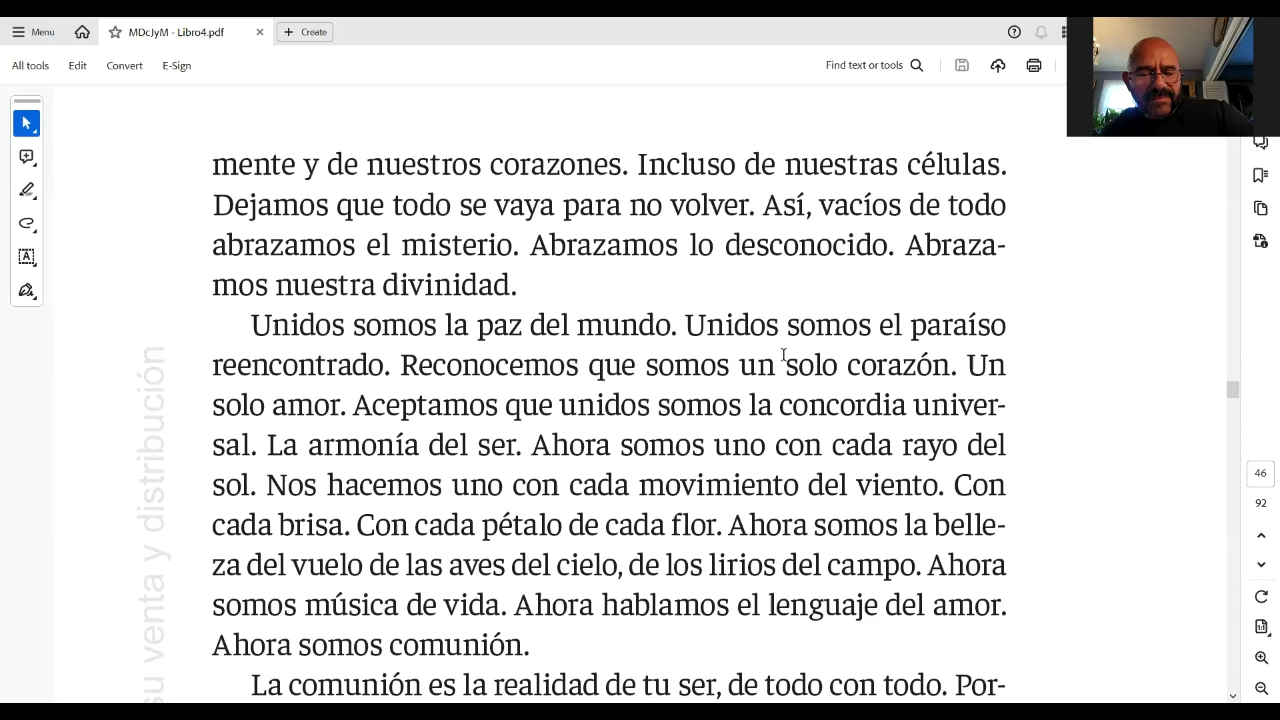 Menu
MDcJyM - Libro4.pdf
Create
All tools
Edit
Convert
E-Sign
Find text or tools
mente y de nuestros corazones. Incluso de nuestras células.
Dejamos que todo se vaya para no volver. Así, vacíos de todo
abrazamos el misterio. Abrazamos lo desconocido. Abraza-
mos nuestra divinidad.
Unidos somos la paz del mundo. Unidos somos el paraíso
reencontrado. Reconocemos que somos un solo corazón. Un
solo amor. Aceptamos que unidos somos la concordia univer-
sal. La armonía del ser. Ahora somos uno con cada rayo del
sol. Nos hacemos uno con cada movimiento del viento. Con
cada brisa. Con cada pétalo de cada flor. Ahora somos la belle-
za del vuelo de las aves del cielo, de los lirios del campo. Ahora
somos música de vida. Ahora hablamos el lenguaje del amor.
Ahora somos comunión.
La comunión es la realidad de tu ser, de todo con todo. Por-
su venta y distribución
46
92